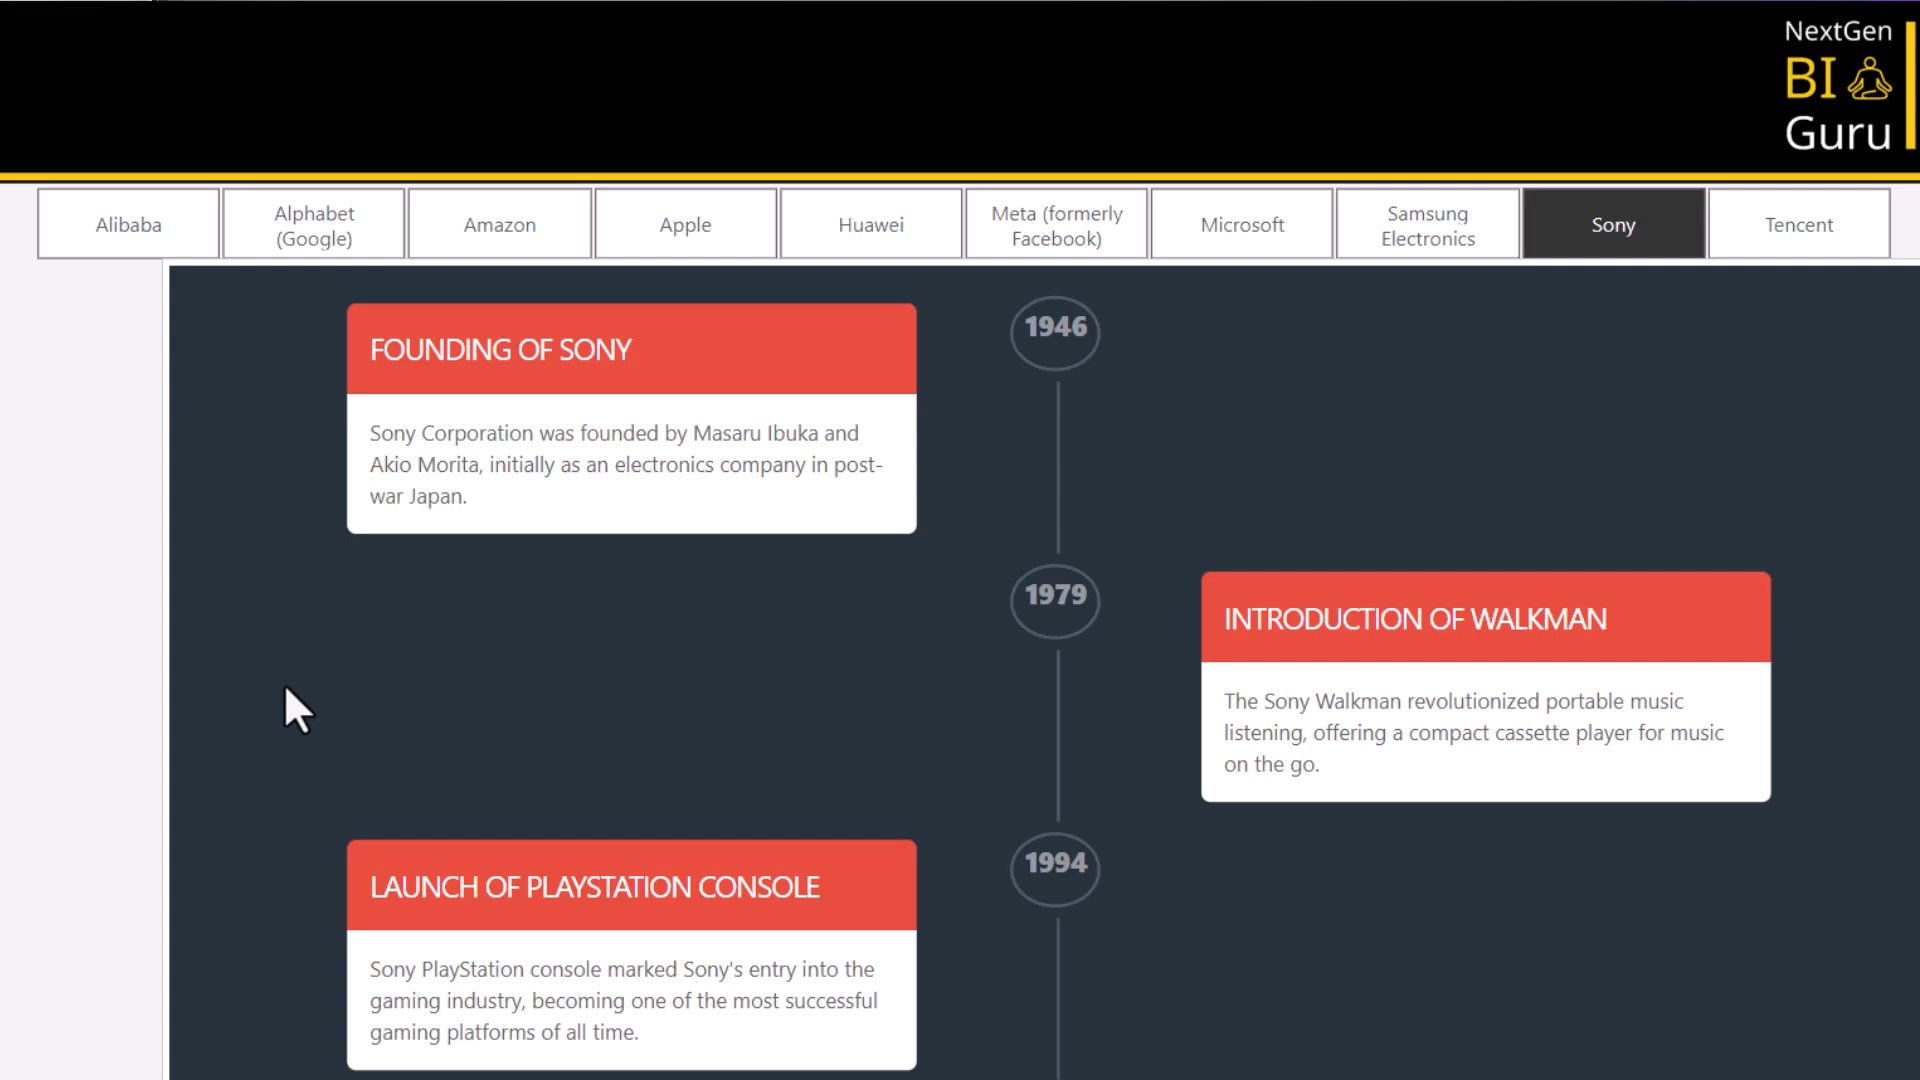 NextGen
BI
Guru
Alibaba
Alphabet
(Google)
Amazon
Apple
Huawei
Meta (formerly
Facebook)
Microsoft
Samsung
Electronics
Sony
Tencent
1946
FOUNDING OF SONY
Sony Corporation was founded by Masaru Ibuka and
Akio Morita, initially as an electronics company in post-
war Japan.
1979
INTRODUCTION OF WALKMAN
The Sony Walkman revolutionized portable music
listening, offering a compact cassette player for music
on the go.
1994
LAUNCH OF PLAYSTATION CONSOLE
Sony PlayStation console marked Sony's entry into the
gaming industry, becoming one of the most successful
gaming platforms of all time.